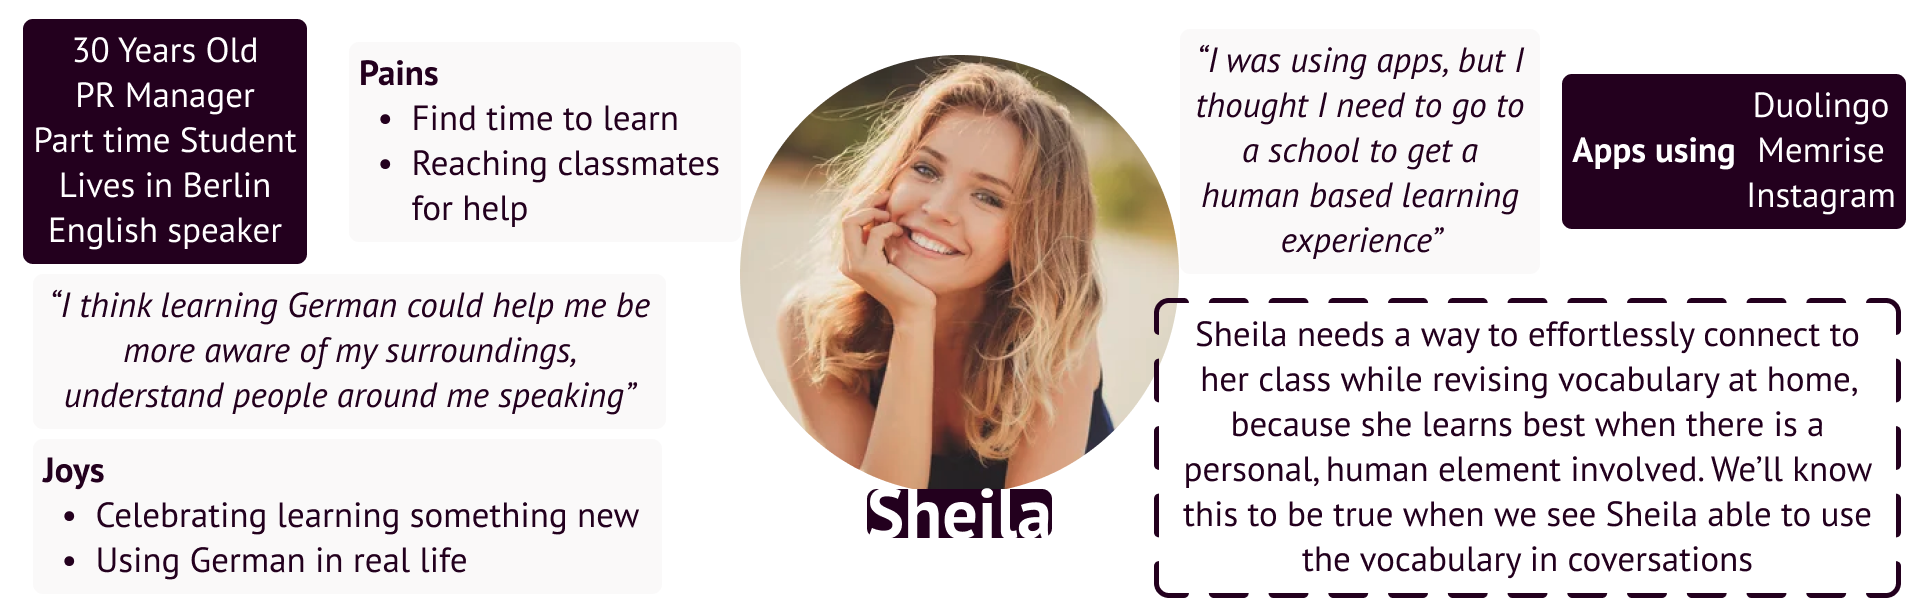 30 Years Old
PR Manager
Part time Student
Lives in Berlin
English speaker
Pains
• Find time to learn
• Reaching classmates
for help
“I think learning German could help me be
more aware of my surroundings,
understand people around me speaking”
Joys
• Celebrating learning something new
• Using German in real life
Sheila
“I was using apps, but I
thought I need to go to
a school to get a
human based learning
experience”
Apps using
Duolingo
Memrise
Instagram
Sheila needs a way to effortlessly connect to
her class while revising vocabulary at home,
because she learns best when there is a
personal, human element involved. We’ll know
this to be true when we see Sheila able to use
the vocabulary in coversations